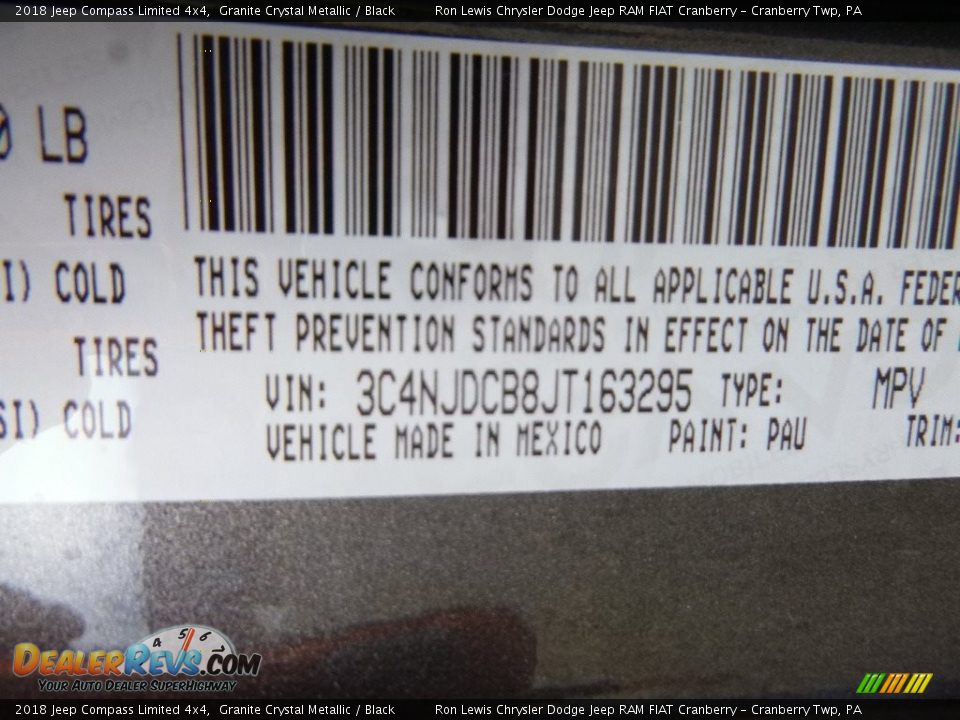 2018 Jeep Compass Limited 4x4, Granite Crystal Metallic / Black Ron Lewis Chrysler Dodge Jeep RAM FIAT Cranberry - Cranberry Twp, PA
LB
TIRES
COLD
TIRES
COLD
THIS VEHICLE CONFORMS TO ALL APPLICABLE U.S.A. FEDER
THEFT PREVENTION STANDARDS IN EFFECT ON THE DATE OF
VIN: 3C4NJDCB8JT163295 TYPE: MPV
VEHICLE MADE IN MEXICO PAINT: PAU TRIM:
4 5 6
DEALERREVS.COM
YOUR AUTO DEALER SUPERHIGHWAY
2018 Jeep Compass Limited 4x4, Granite Crystal Metallic / Black Ron Lewis Chrysler Dodge Jeep RAM FIAT Cranberry - Cranberry Twp, PA